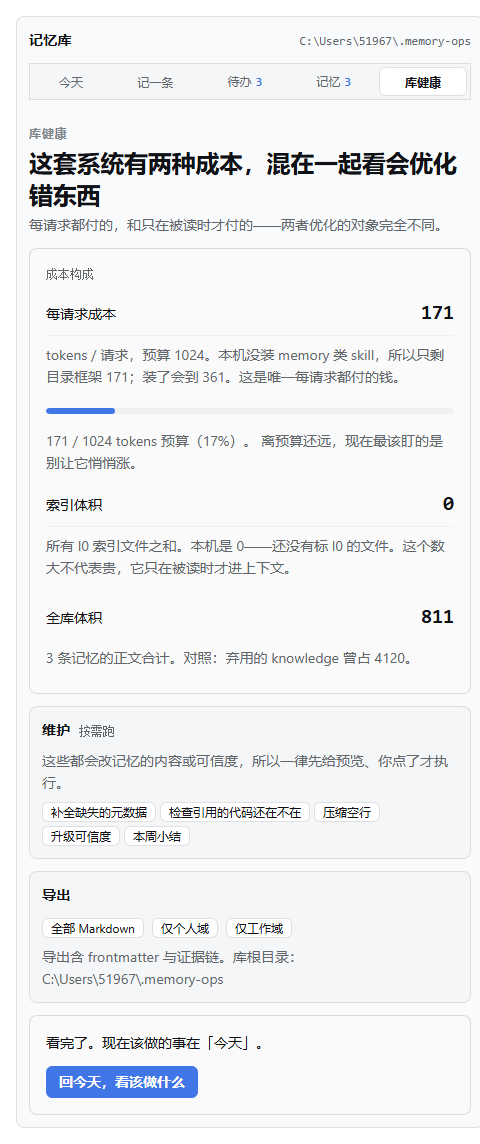 记忆库
C:\Users\51967\.memory-ops
今天
记一条
待办 3
记忆 3
库健康
库健康
这套系统有两种成本，混在一起看会优化
错东西
每请求都付的，和只在被读时才付的——两者优化的对象完全不同。
成本构成
每请求成本
171
tokens / 请求，预算 1024。本机没装 memory 类 skill，所以只剩
目录框架 171；装了会到 361。这是唯一每请求都付的钱。
171 / 1024 tokens 预算（17%）。 离预算还远，现在最该盯的是
别让它悄悄涨。
索引体积
0
所有 l0 索引文件之和。本机是 0——还没有标 l0 的文件。这个数
大不代表贵，它只在被读时才进上下文。
全库体积
811
3 条记忆的正文合计。对照：弃用的 knowledge 曾占 4120。
维护 按需跑
这些都会改记忆的内容或可信度，所以一律先给预览、你点了才执
行。
补全缺失的元数据
检查引用的代码还在不在
压缩空行
升级可信度
本周小结
导出
全部 Markdown
仅个人域
仅工作域
导出含 frontmatter 与证据链。库根目录：
C:\Users\51967\.memory-ops
看完了。现在该做的事在「今天」。
回今天，看该做什么